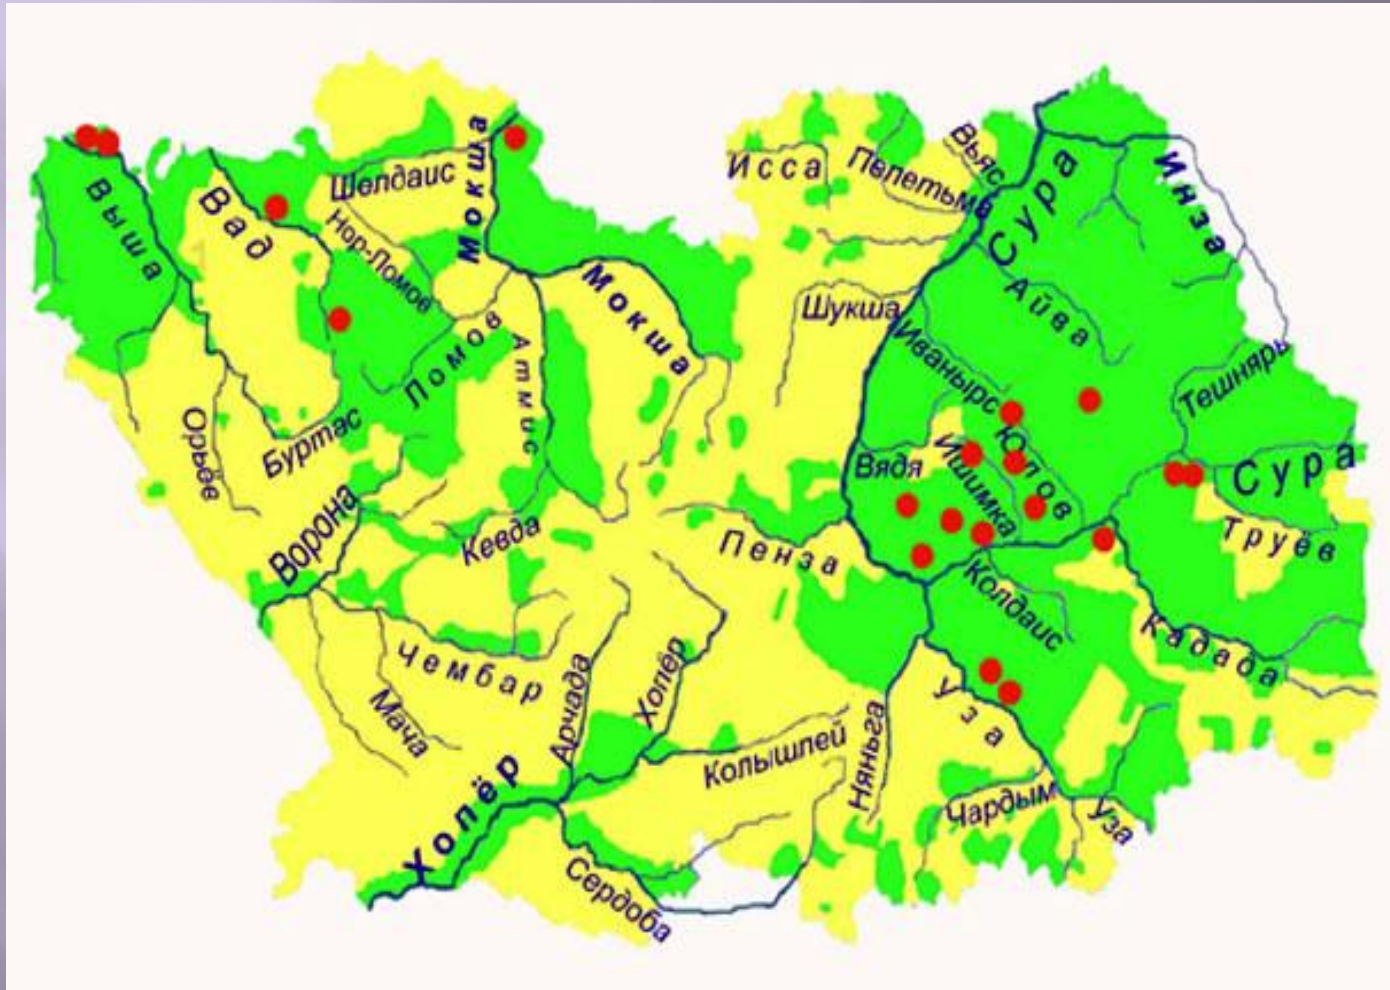 Вьяс
Исса
Пелетьма
Сура
Инза
Выша
Вад
Шелдаис
Мокша
Нор-Ломов
Мокша
Шукша
Айва
Иванырс
Тешнярь
Ломов
Атмис
Буртас
Орьёв
Юлов
Ишимка
Вядя
Сура
Труёв
Ворона
Кевда
Пенза
Колдаис
Кадада
Чембар
Мача
Арчада
Хопёр
Уза
Няньга
Колышлей
Хопёр
Чардым
Уза
Сердоба